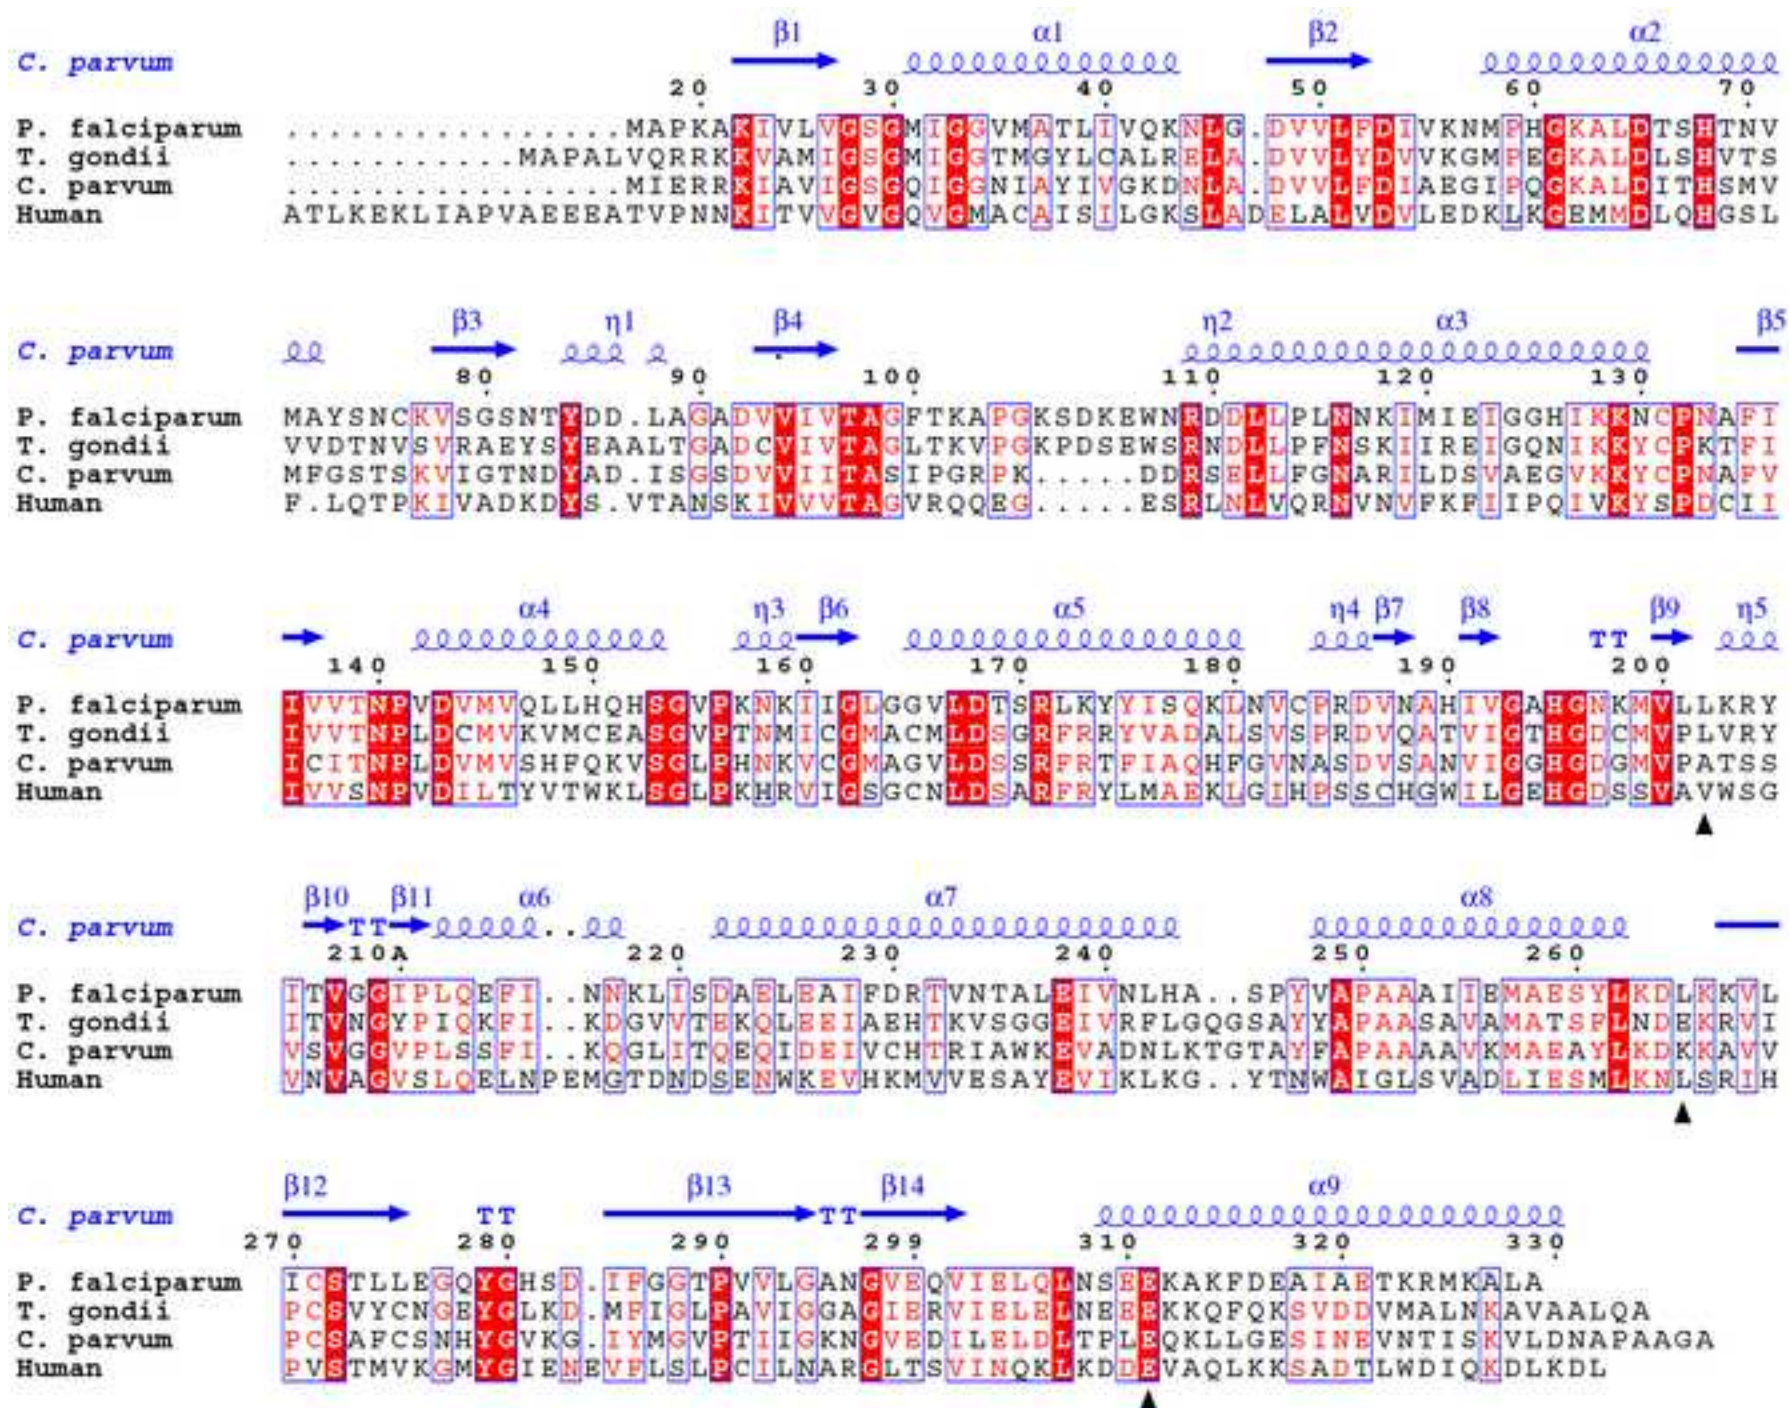 β1 α1 β2 α2
C. parvum
20 30 40 50 60 70
P. falciparum .................MAPKAKIVLVGSGMIGGVMATLIVQKNLG.DVVLFDIVKNMPHGKALDTSHTNV
T. gondii ...........MAPALVQRRKKVAMIGSGMIGGTMGYLCALRELA.DVVLYDVVKGMPEGKALDLSHVTS
C. parvum .................MIERRKIAVIGSGQIGGNIAYIVGKDNLA.DVVLFDIAEGIPQGKALDITHSMV
Human ATLKEKLIAPVAEEEATVPNNKITVVGVGQVGMACAISILGKSLADELALVDVLEDKLKGEMMDLQHGSL
β3 η1 β4 η2 α3 β5
C. parvum
80 90 100 110 120 130
P. falciparum MAYSNCKVSGSNTYDD.LAGADVVIVTAGFTKAPGKSDKEWNRDDLLPLNNKIMIEIGGHIKKNCPNAFI
T. gondii VVDTNVSVRAEYSYEAALTGADCVIVTAGLTKVPGKPDSEWSRNDLLPFNSKIIREIGQNIKKYCPKTFI
C. parvum MFGSTSKVIGTNDYAD.ISGSDVVIITASIPGRPK.....DDRSELLFGNARILDSVAEGVKKYCPNAFV
Human F.LQTPKIVADKDYS.VTANSKIVVVTAGVRQQEG.....ESRLNLVQRNVNVFKFIIPQIVKYSPDCII
α4 η3 β6 α5 η4 β7 β8 β9 η5
C. parvum TT
140 150 160 170 180 190 200
P. falciparum IVVTNPVDVMVQLLHQHSGVPKNKIIGLGGVLDTSRLKYYISQKLNVCPRDVNAHIVGAHGNKMVLLKRY
T. gondii IVVTNPLDCMVKVMCEASGVPTNMICGMACMLDSGRFRRYVADALSVSPRDVQATVIGTHGDCMVPLVRY
C. parvum ICITNPLDVMVSHFQKVSGLPHNKVCGMAGVLDSSRFRTFIAQHFGVNASDVSANVIGGHGDGMVPATSS
Human IVVSNPVDILTYVTWKLSGLPKHRVIGSGCNLDSARFRYLMAEKLGIHPSSCHGWILGEHGDSSVAVWSG
β10 β11 α6 α7 α8
C. parvum TT ..
210A 220 230 240 250 260
P. falciparum ITVGGIPLQEFI..NNKLISDAELEAIFDRTVNTALEIVNLHA..SPYVAPAAAIIEMAESYLKDLKKVL
T. gondii ITVNGYPIQKFI..KDGVVTEKQLEEIAEHTKVSGGEIVRFLGQGSAYYAPAASAVAMATSFLNDEKRVI
C. parvum VSVGGVPLSSFI..KQGLITQEQIDEIVCHTRIAWKEVADNLKTGTAYFAPAAAAVKMAEAYLKDKKAVV
Human VNVAGVSLQELNPEMGTDNDSENWKEVHKMVVESAYEVIKLKG..YTNWAIGLSVADLIESMLKNLSRIH
β12 β13 β14 α9
C. parvum TT TT
270 280 290 299 310 320 330
P. falciparum ICSTLLEGQYGHSD.IFGGTPVVLGANGVEQVIELQLNSEEKAKFDEAIAETKRMKALA
T. gondii PCSVYCNGEYGLKD.MFIGLPAVIGGAGIERVIELELNEEEKKQFQKSVDDVMALNKAVAALQA
C. parvum PCSAFCSNHYGVKG.IYMGVPTIIGKNGVEDILELDLTPLEQKLLGESINEVNTISKVLDNAPAAGA
Human PVSTMVKGMYGIENEVFLSLPCILNARGLTSVINQKLKDDEVAQLKKSADTLWDIQKDLKDL